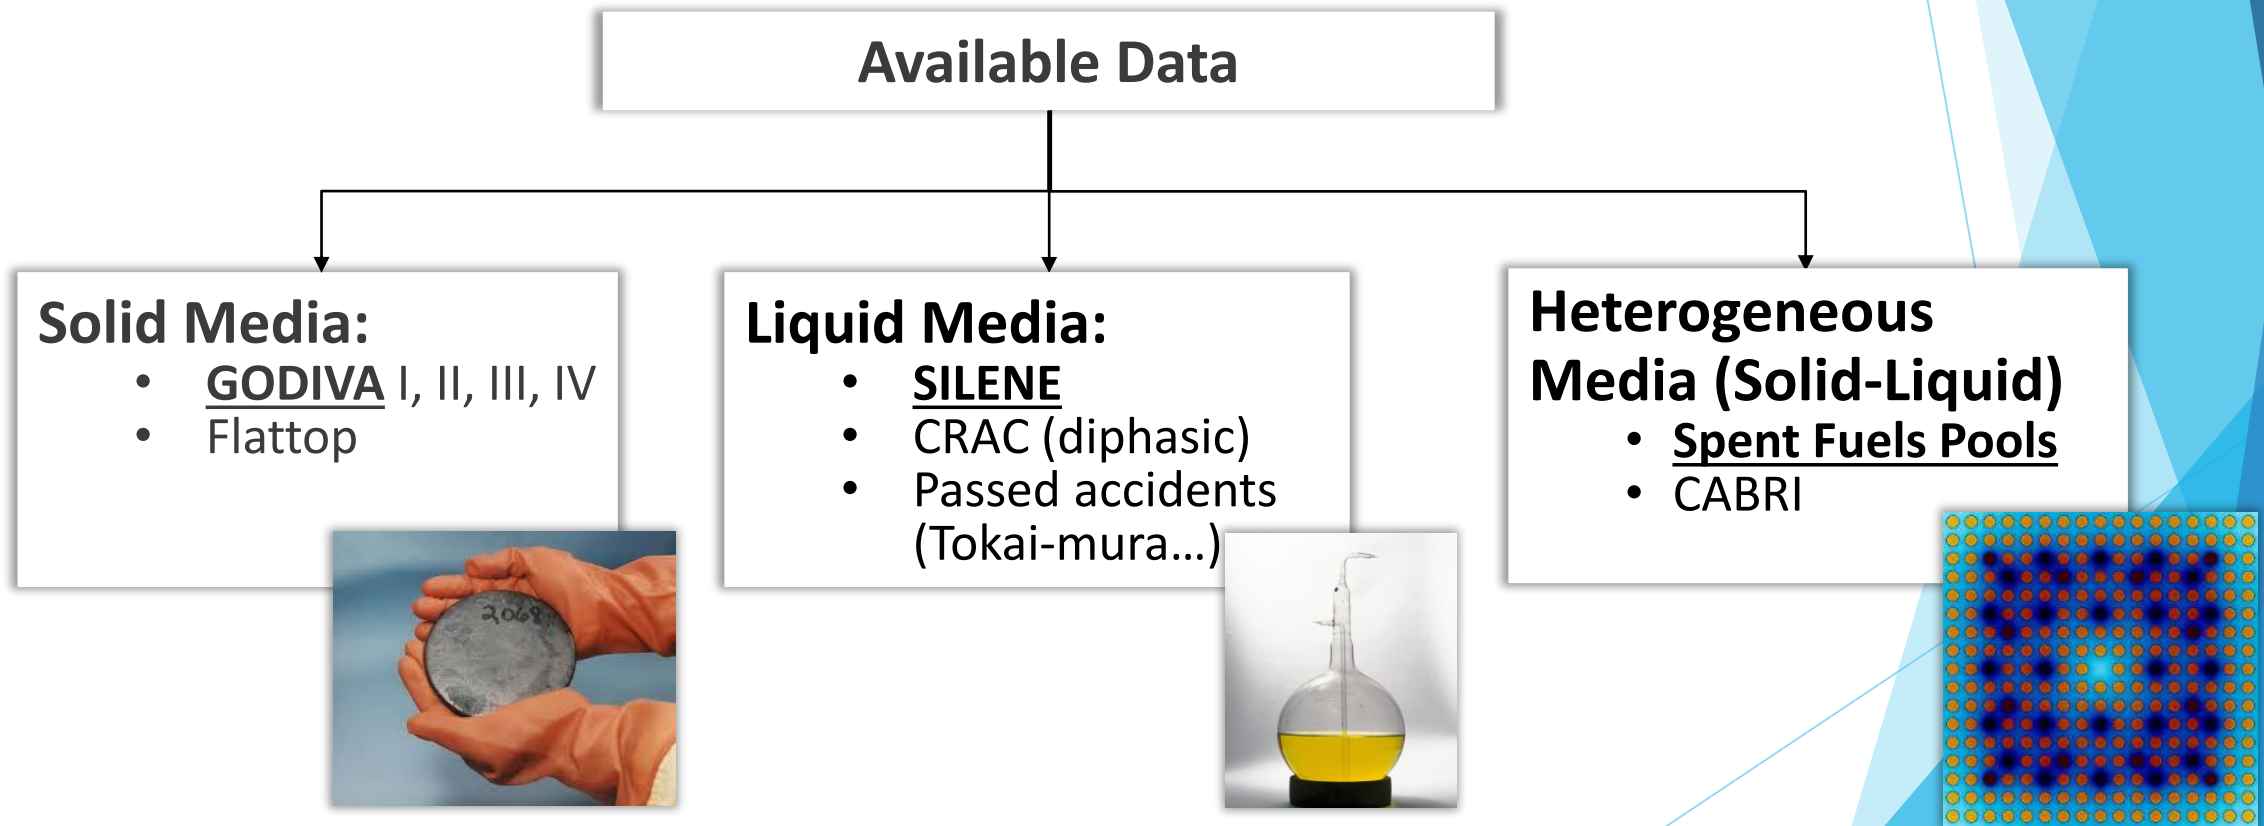 Available Data
Solid Media:
• GODIVA I, II, III, IV
• Flattop
2068
Liquid Media:
• SILENE
• CRAC (diphasic)
• Passed accidents
(Tokai-mura...)
Heterogeneous
Media (Solid-Liquid)
• Spent Fuels Pools
• CABRI